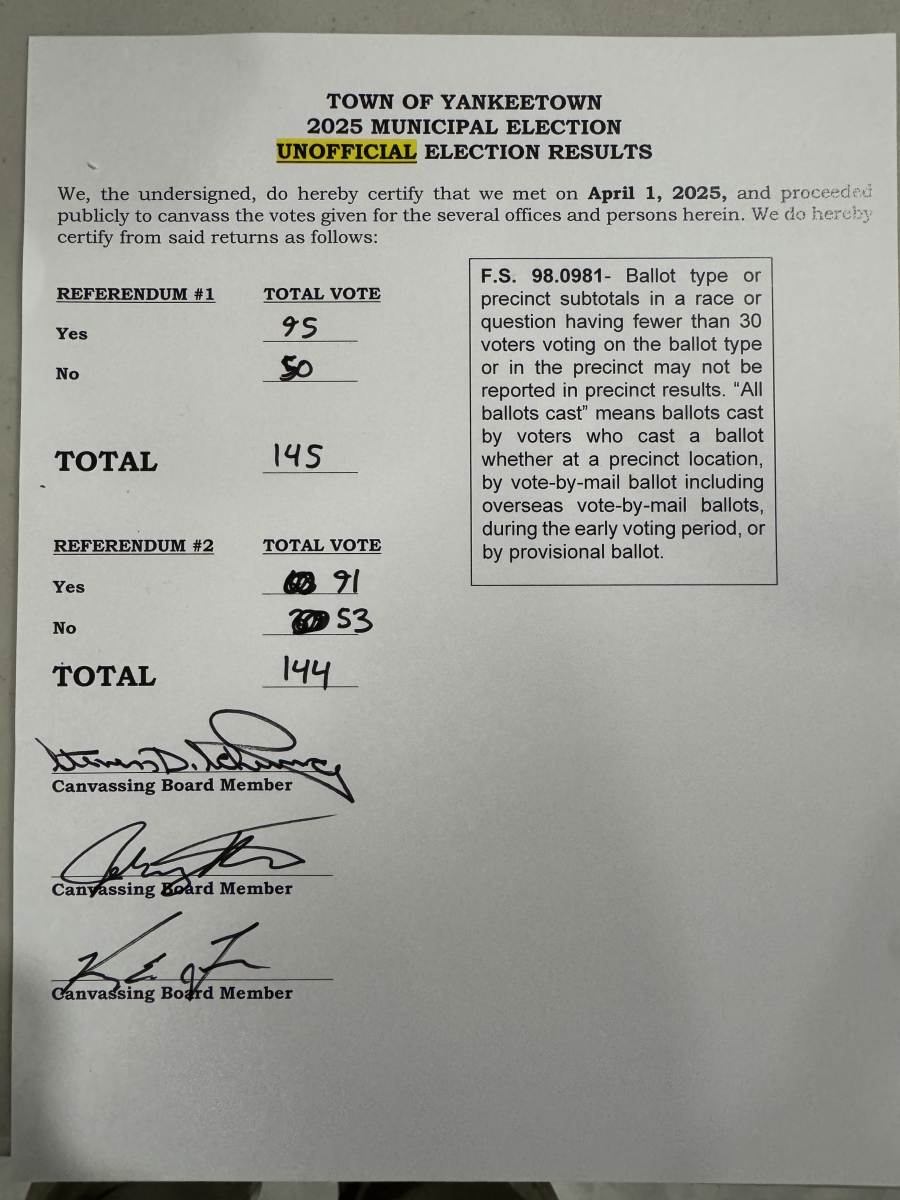 TOWN OF YANKEETOWN
2025 MUNICIPAL ELECTION
UNOFFICIAL ELECTION RESULTS
We, the undersigned, do hereby certify that we met on April 1, 2025, and proceeded
publicly to canvass the votes given for the several offices and persons herein. We do hereby
certify from said returns as follows:
REFERENDUM #1 TOTAL VOTE
Yes 95
No 50
TOTAL 145
F.S. 98.0981- Ballot type or
precinct subtotals in a race or
question having fewer than 30
voters voting on the ballot type
or in the precinct may not be
reported in precinct results. “All
ballots cast” means ballots cast
by voters who cast a ballot
whether at a precinct location,
by vote-by-mail ballot including
overseas vote-by-mail ballots,
during the early voting period, or
by provisional ballot.
REFERENDUM #2 TOTAL VOTE
Yes 91
No 53
TOTAL 144
Canvassing Board Member
Canvassing Board Member
Canvassing Board Member